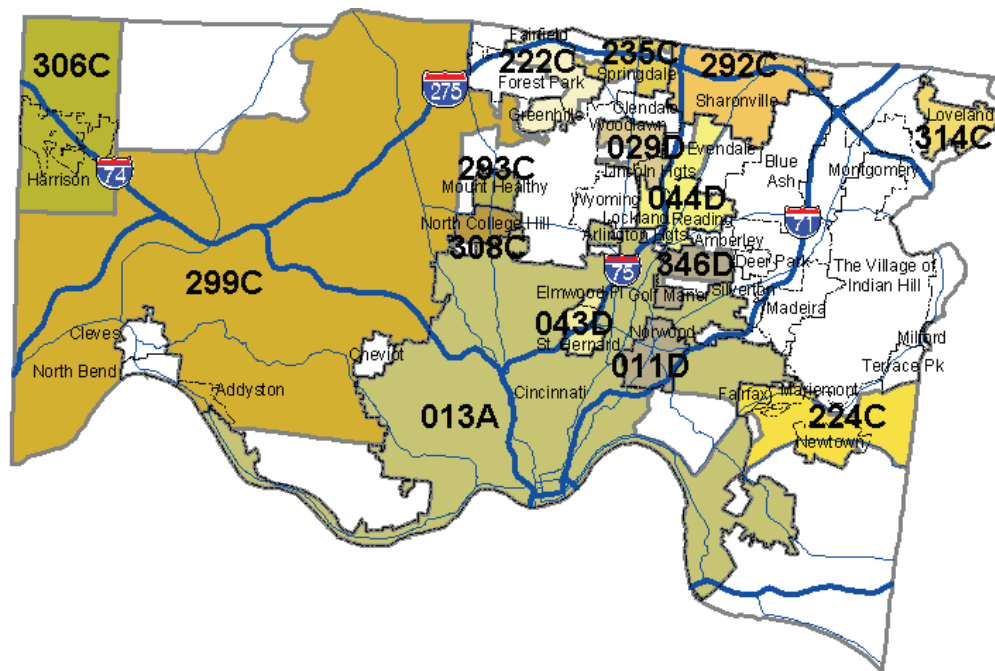 Fairfield
306C
222C
235C
292C
Forest Park
Springdale
275
Sharonville
Greenhills
Glendale
Woodlawn
Loveland
314C
029D
Evendale
Blue
Ash
293C
Lincoln Hgts
Montgomery
74
Harrison
Mount Healthy
Wyoming
044D
North College Hill
Lockland
Reading
71
308C
Arlington Hgts
Amberley
75
346D
Deer Park
The Village of
Indian Hill
299C
Elmwood Pl
Golf Manor
Silverton
Madeira
043D
Cleves
St. Bernard
Norwood
Milford
Cheviot
011D
Terrace Pk
North Bend
Addyston
Cincinnati
Fairfax
Mariemont
013A
224C
Newtown